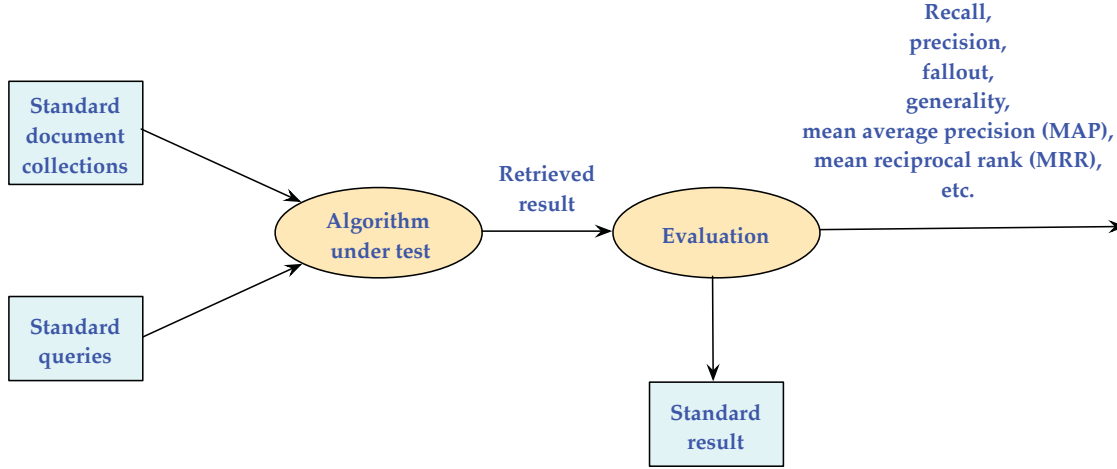 Recall,
precision,
fallout,
generality,
mean average precision (MAP),
mean reciprocal rank (MRR),
etc.
Standard
document
collections
Retrieved
result
Algorithm
under test
Evaluation
Standard
queries
Standard
result